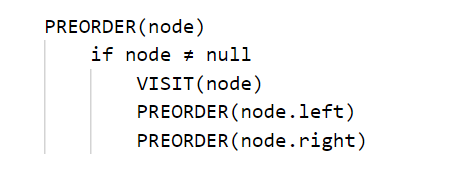 PREORDER(node)
if node ≠ null
VISIT(node)
PREORDER(node.left)
PREORDER(node.right)